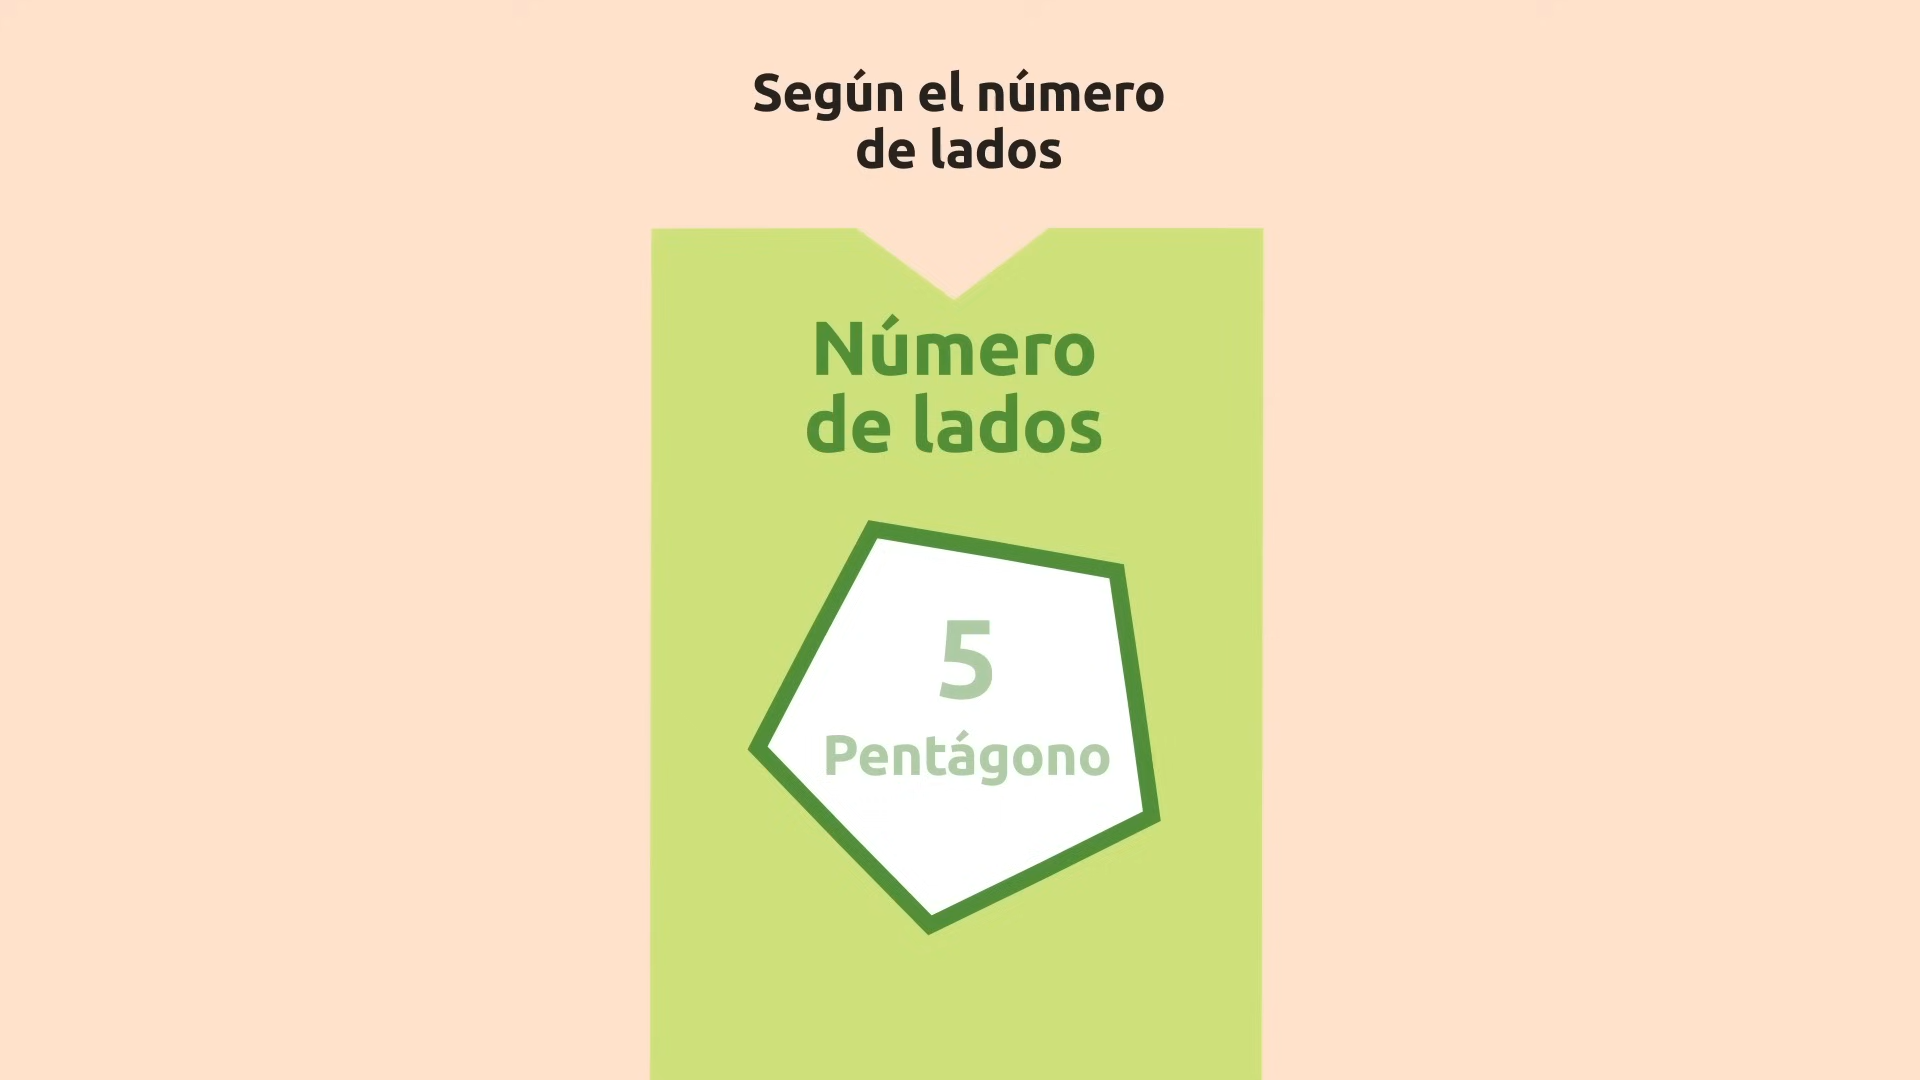 Según el número
de lados
Número
de lados
5
Pentágono